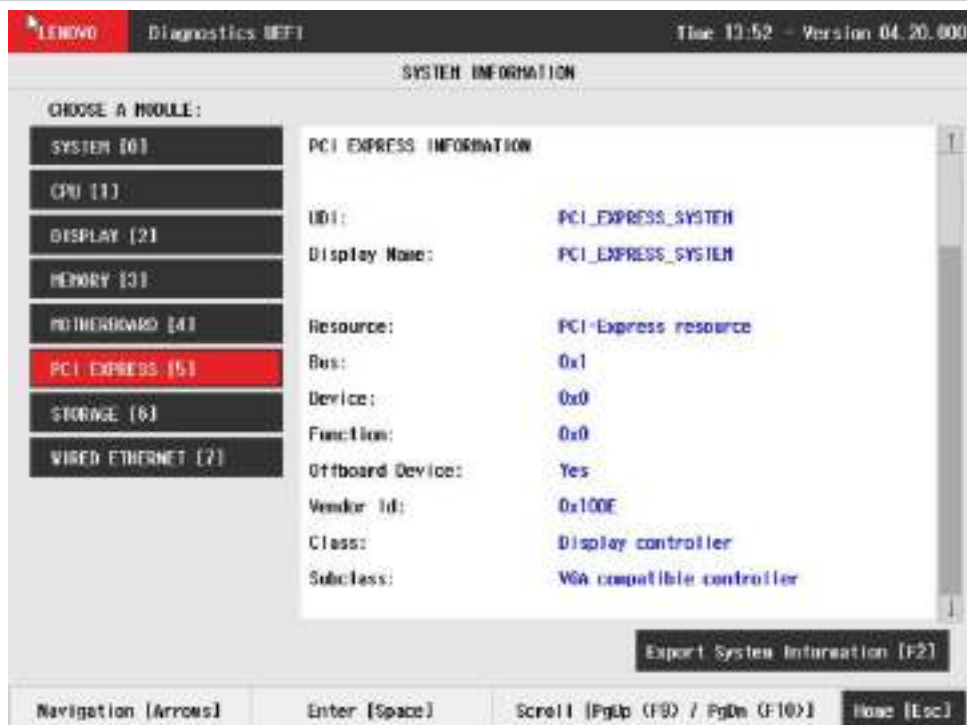 LENOVO Diagnostics UEFI Time 13:52 - Version 04.20.000
SYSTEM INFORMATION
CHOOSE A MODULE:
SYSTEM [0]
CPU [1]
DISPLAY [2]
MEMORY [3]
MOTHERBOARD [4]
PCI EXPRESS [5]
STORAGE [6]
WIRED ETHERNET [7]
PCI EXPRESS INFORMATION
UDI: PCI_EXPRESS_SYSTEM
Display Name: PCI_EXPRESS_SYSTEM
Resource: PCI-Express resource
Bus: 0x1
Device: 0x0
Function: 0x0
Offboard Device: Yes
Vendor Id: 0x10DE
Class: Display controller
Subclass: VGA compatible controller
Export System Information [F2]
Navigation [Arrows] Enter [Space] Scroll [PgUp (F9) / PgDn (F10)] Home [Esc]